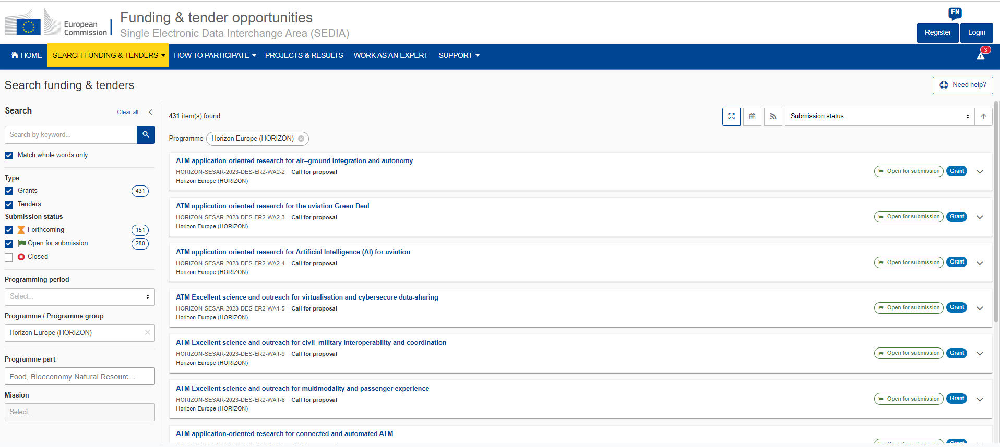 European
Commission
Funding & tender opportunities
Single Electronic Data Interchange Area (SEDIA)
EN
Register
Login
HOME
SEARCH FUNDING & TENDERS
HOW TO PARTICIPATE
PROJECTS & RESULTS
WORK AS AN EXPERT
SUPPORT
3
Search funding & tenders
Need help?
Search
Clear all
Search by keyword...
Match whole words only
Type
Grants
431
Tenders
Submission status
Forthcoming
151
Open for submission
280
Closed
Programming period
Select...
Programme / Programme group
Horizon Europe (HORIZON)
Programme part
Food, Bioeconomy Natural Resourc…
Mission
Select...
431 item(s) found
Submission status
Programme Horizon Europe (HORIZON)
ATM application-oriented research for air–ground integration and autonomy
HORIZON-SESAR-2023-DES-ER2-WA2-2 Call for proposal
Horizon Europe (HORIZON)
Open for submission Grant
ATM application-oriented research for the aviation Green Deal
HORIZON-SESAR-2023-DES-ER2-WA2-3 Call for proposal
Horizon Europe (HORIZON)
Open for submission Grant
ATM application-oriented research for Artificial Intelligence (AI) for aviation
HORIZON-SESAR-2023-DES-ER2-WA2-4 Call for proposal
Horizon Europe (HORIZON)
Open for submission Grant
ATM Excellent science and outreach for virtualisation and cybersecure data-sharing
HORIZON-SESAR-2023-DES-ER2-WA1-5 Call for proposal
Horizon Europe (HORIZON)
Open for submission Grant
ATM Excellent science and outreach for civil–military interoperability and coordination
HORIZON-SESAR-2023-DES-ER2-WA1-9 Call for proposal
Horizon Europe (HORIZON)
Open for submission Grant
ATM Excellent science and outreach for multimodality and passenger experience
HORIZON-SESAR-2023-DES-ER2-WA1-6 Call for proposal
Horizon Europe (HORIZON)
Open for submission Grant
ATM application-oriented research for connected and automated ATM
Open for submission Grant